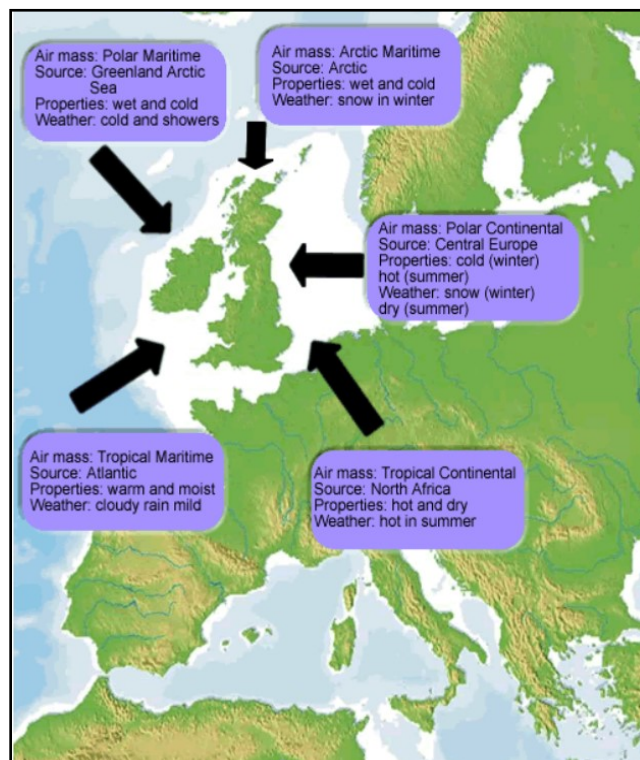 Air mass: Polar Maritime
Source: Greenland Arctic
Sea
Properties: wet and cold
Weather: cold and showers
Air mass: Arctic Maritime
Source: Arctic
Properties: wet and cold
Weather: snow in winter
Air mass: Polar Continental
Source: Central Europe
Properties: cold (winter)
hot (summer)
Weather: snow (winter)
dry (summer)
Air mass: Tropical Maritime
Source: Atlantic
Properties: warm and moist
Weather: cloudy rain mild
Air mass: Tropical Continental
Source: North Africa
Properties: hot and dry
Weather: hot in summer